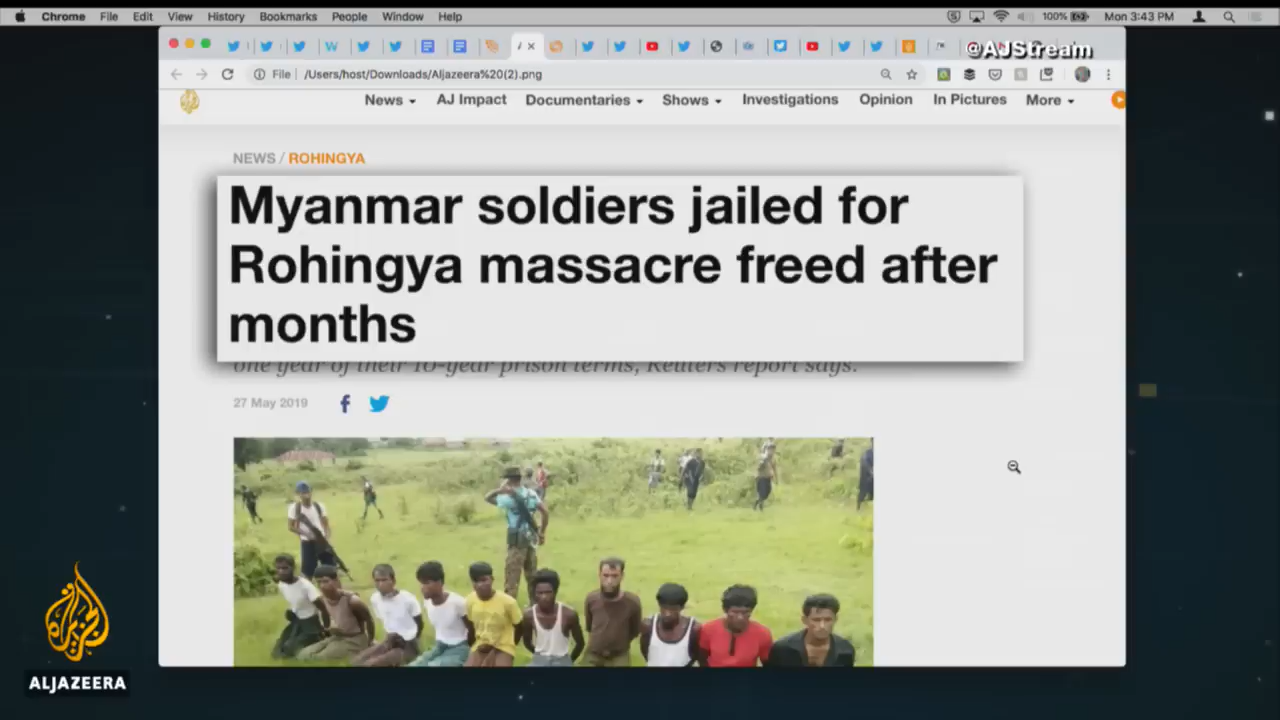 Chrome File Edit View History Bookmarks People Window Help 100% Mon 3:43 PM
@AJStream
File /Users/host/Downloads/Aljazeera%20(2).png
News AJ Impact Documentaries Shows Investigations Opinion In Pictures More
NEWS / ROHINGYA
Myanmar soldiers jailed for
Rohingya massacre freed after
months
one year of their 10-year prison terms, Reuters report says.
27 May 2019
الجزيرة
ALJAZEERA